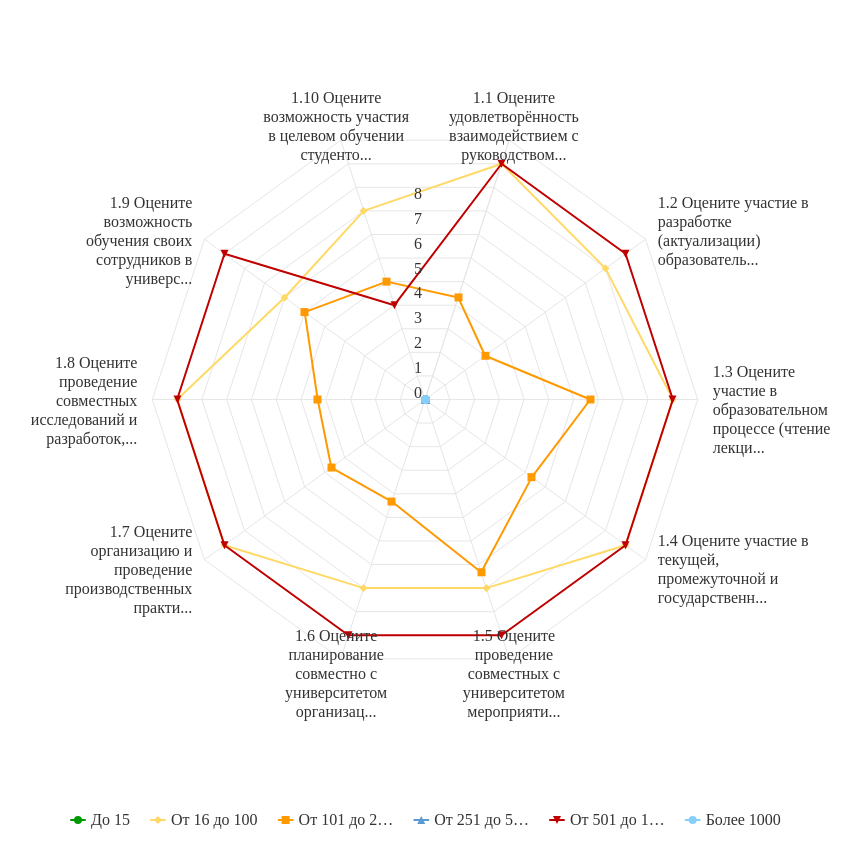 1.10 Оцените
возможность участия
в целевом обучении
студенто...
1.1 Оцените
удовлетворённость
взаимодействием с
руководством...
1.9 Оцените
возможность
обучения своих
сотрудников в
универс...
1.2 Оцените участие в
разработке
(актуализации)
образователь...
8
7
6
5
4
3
2
1
0
1.8 Оцените
проведение
совместных
исследований и
разработок,...
1.3 Оцените
участие в
образовательном
процессе (чтение
лекци...
1.7 Оцените
организацию и
проведение
производственных
практи...
1.4 Оцените участие в
текущей,
промежуточной и
государственн...
1.6 Оцените
планирование
совместно с
университетом
организац...
1.5 Оцените
проведение
совместных с
университетом
мероприяти...
До 15
От 16 до 100
От 101 до 2…
От 251 до 5…
От 501 до 1…
Более 1000